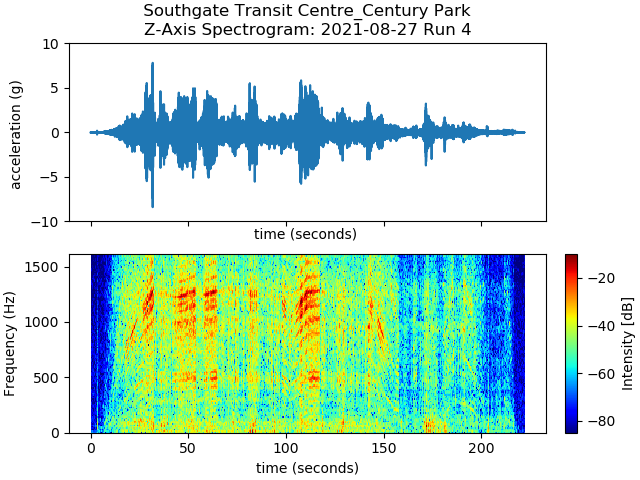 Southgate Transit Centre_Century Park
Z-Axis Spectrogram: 2021-08-27 Run 4
10
5
0
−5
−10
acceleration (g)
time (seconds)
1500
1000
500
0
Frequency (Hz)
0 50 100 150 200
time (seconds)
−20
−40
−60
−80
Intensity [dB]